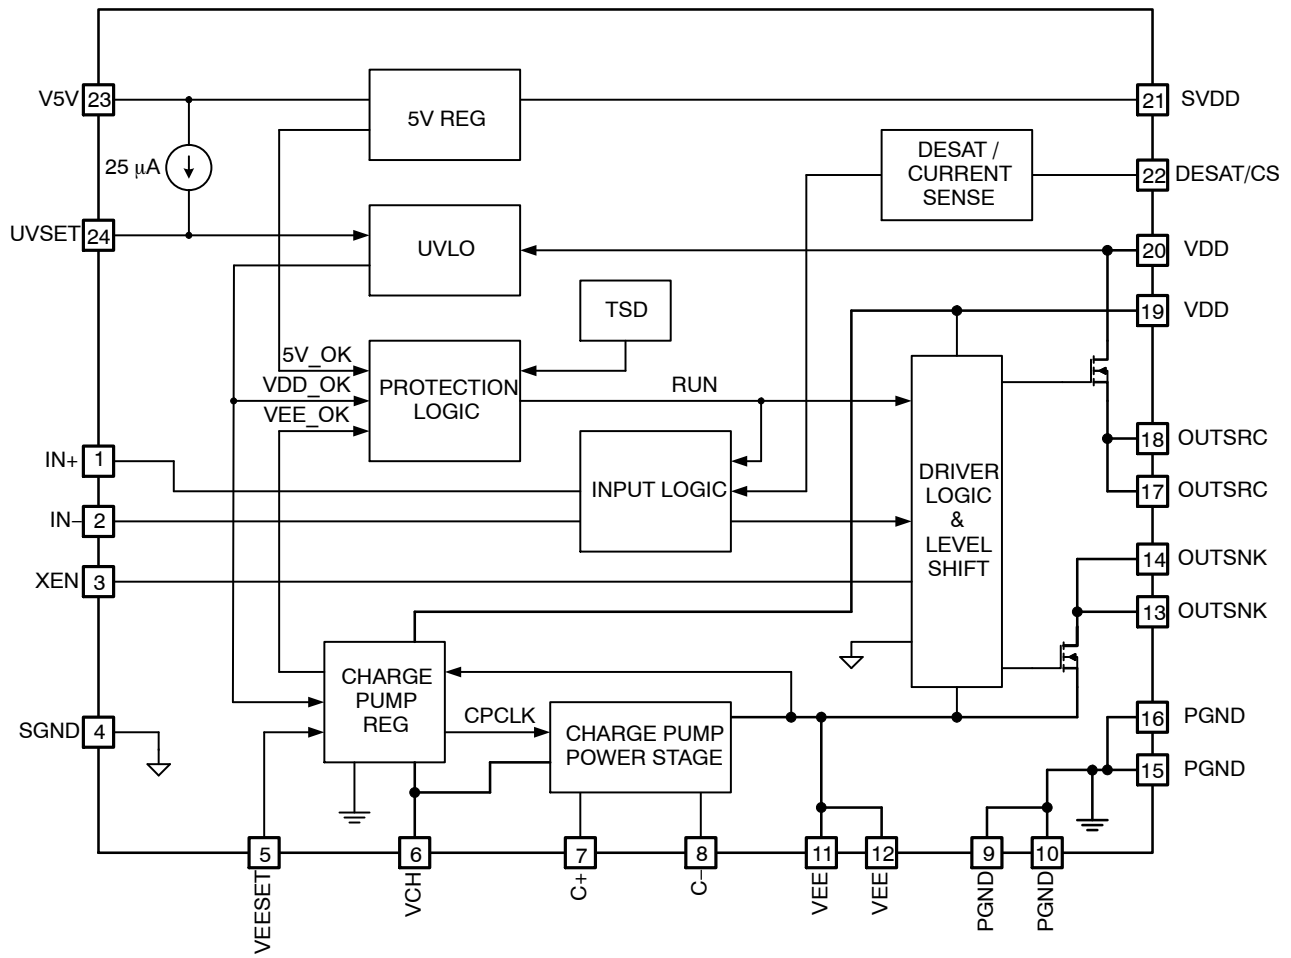 V5V
23
5V REG
21
SVDD
25 μA
DESAT /
CURRENT
SENSE
22
DESAT/CS
UVSET
24
UVLO
20
VDD
TSD
19
VDD
5V_OK
VDD_OK
VEE_OK
PROTECTION
LOGIC
RUN
18
OUTSRC
IN+
1
INPUT LOGIC
DRIVER
LOGIC
&
LEVEL
SHIFT
17
OUTSRC
IN–
2
14
OUTSNK
XEN
3
13
OUTSNK
CHARGE
PUMP
REG
CPCLK
CHARGE PUMP
POWER STAGE
SGND
4
16
PGND
15
PGND
5
6
7
8
11
12
9
10
VEESET
VCH
C+
C–
VEE
VEE
PGND
PGND